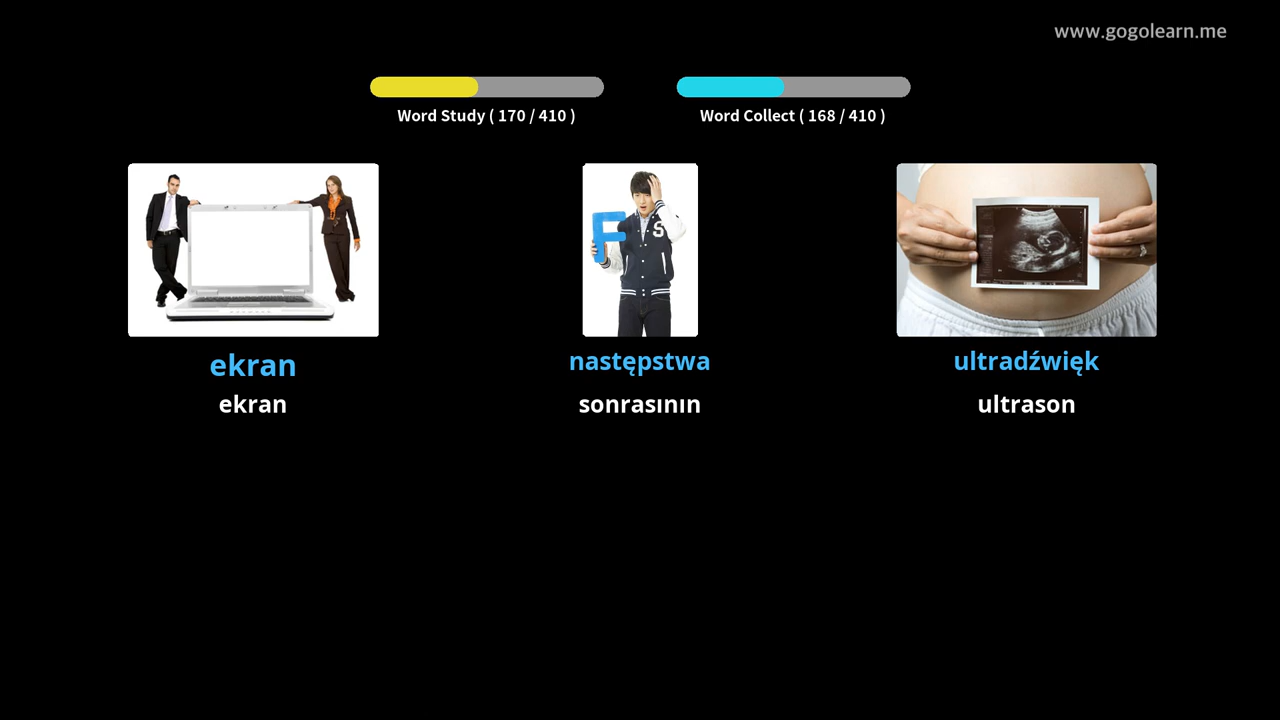 www.gogolearn.me
Word Study ( 170 / 410 )
Word Collect ( 168 / 410 )
F
S
ekran
następstwa
ultradźwięk
ekran
sonrasının
ultrason